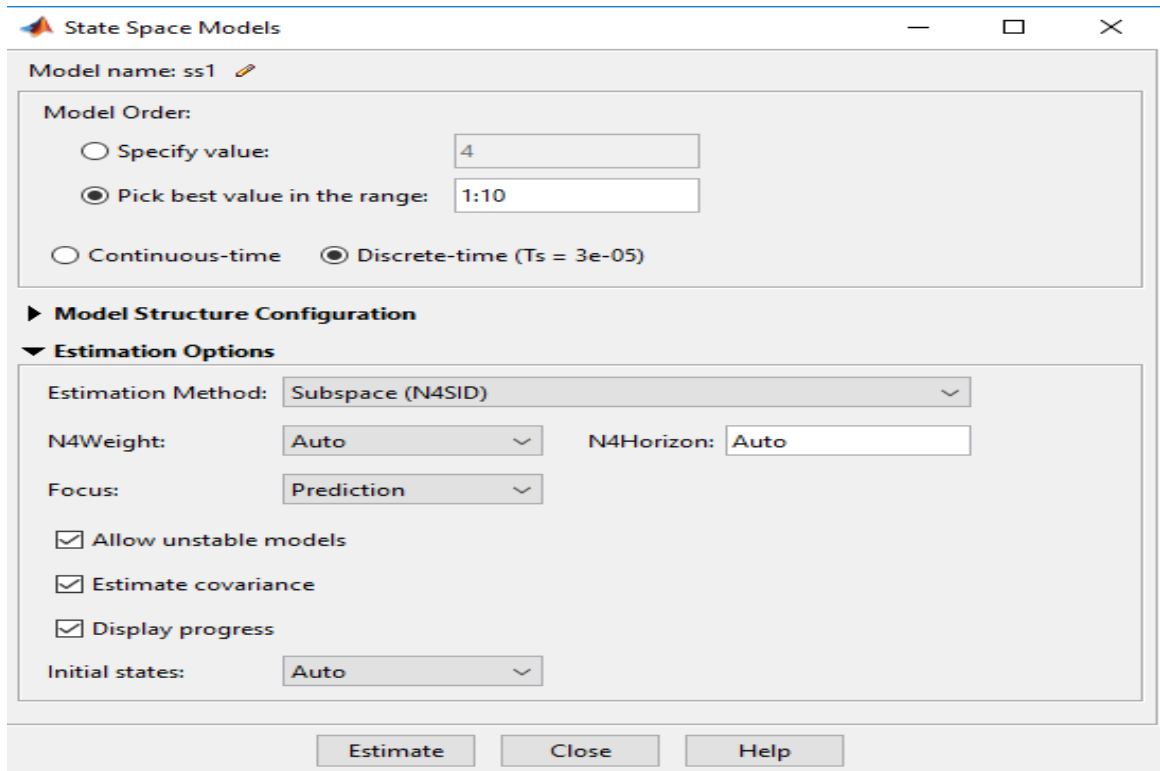 State Space Models
Model name: ss1
Model Order:
Specify value: 4
Pick best value in the range: 1:10
Continuous-time Discrete-time (Ts = 3e-05)
Model Structure Configuration
Estimation Options
Estimation Method: Subspace (N4SID)
N4Weight: Auto N4Horizon: Auto
Focus: Prediction
Allow unstable models
Estimate covariance
Display progress
Initial states: Auto
Estimate Close Help